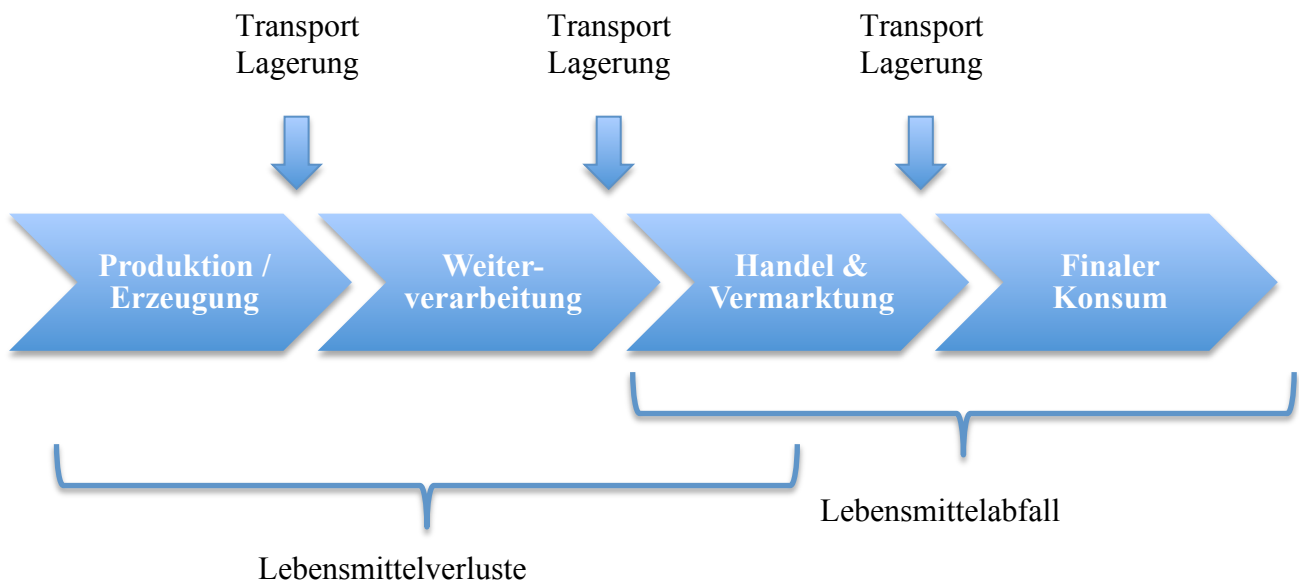 Transport
Lagerung
Transport
Lagerung
Transport
Lagerung
Produktion /
Erzeugung
Weiter-
verarbeitung
Handel &
Vermarktung
Finaler
Konsum
Lebensmittelabfall
Lebensmittelverluste